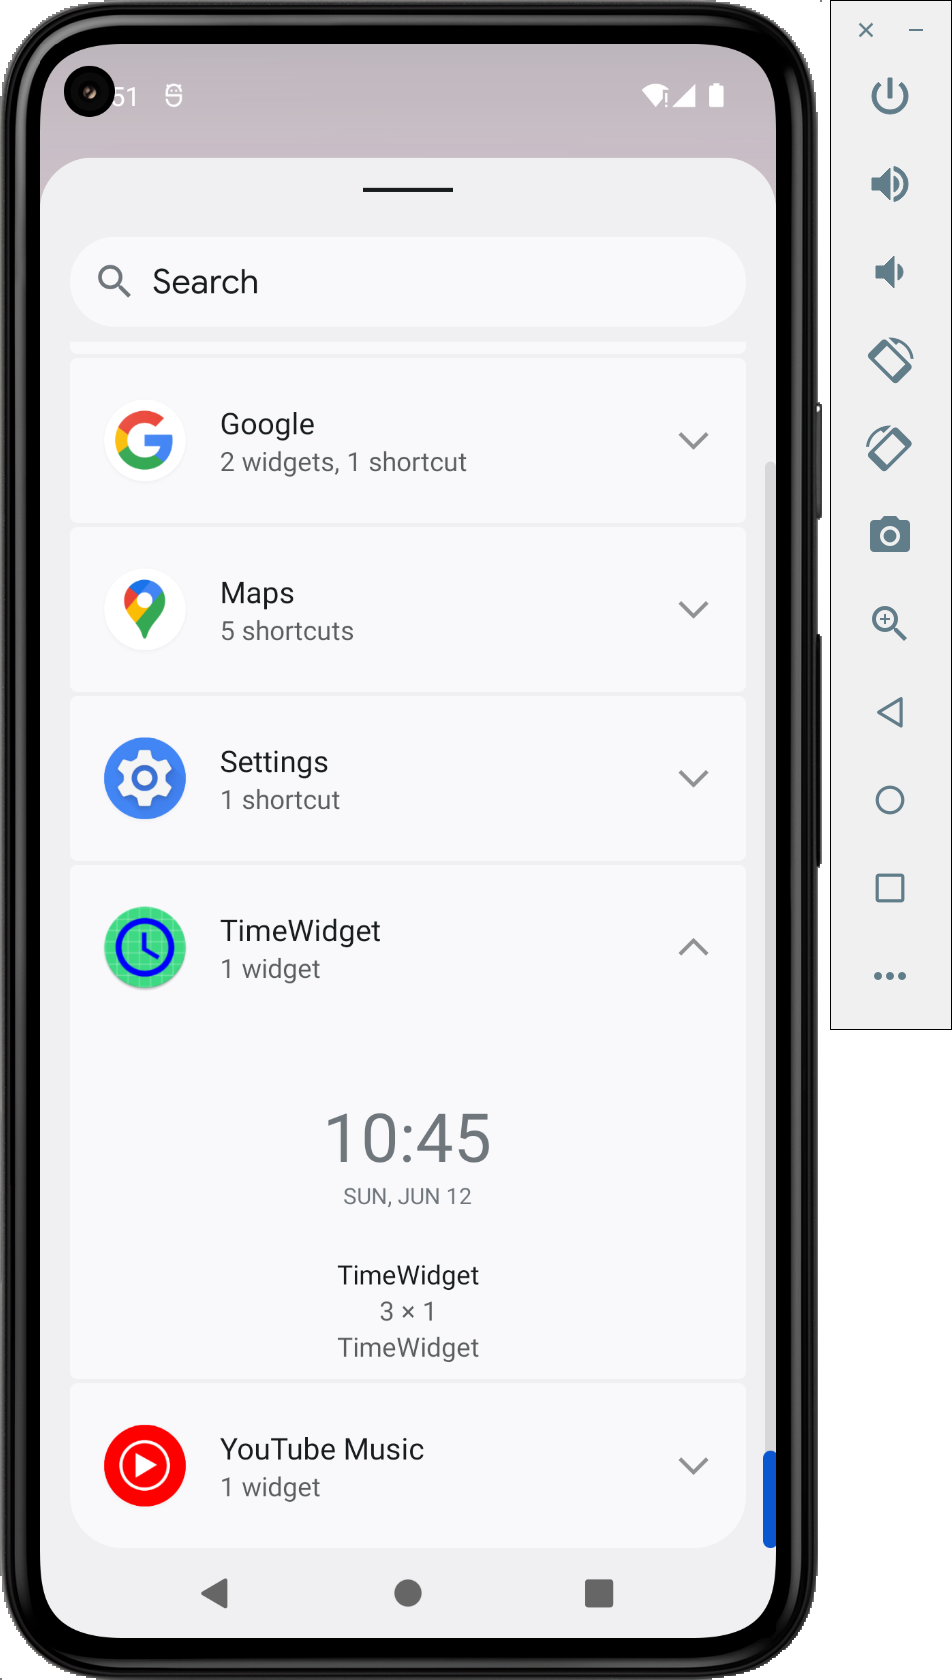 51
Search
Google
2 widgets, 1 shortcut
Maps
5 shortcuts
Settings
1 shortcut
TimeWidget
1 widget
10:45
SUN, JUN 12
TimeWidget
3 × 1
TimeWidget
YouTube Music
1 widget